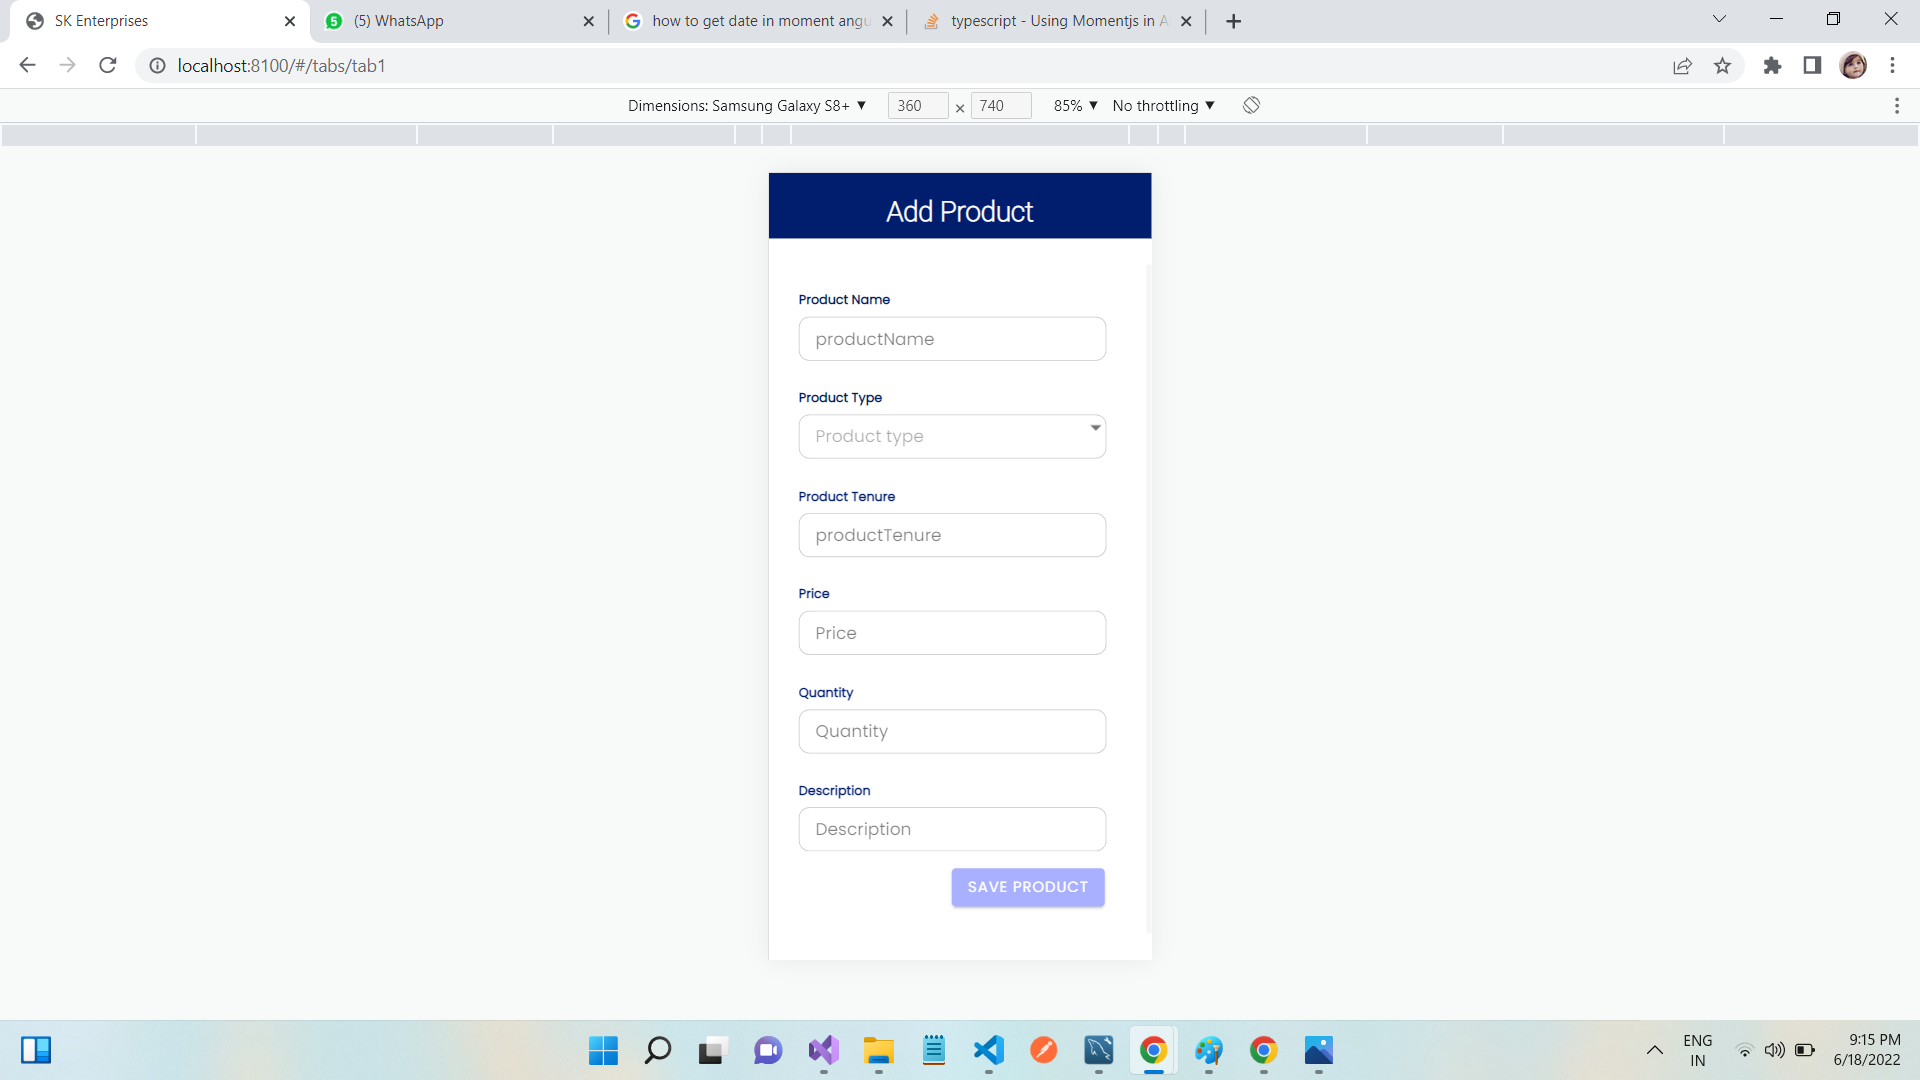 SK Enterprises
(5) WhatsApp
how to get date in moment angu
typescript - Using Momentjs in A
localhost:8100/#/tabs/tab1
Dimensions: Samsung Galaxy S8+ ▼ 360 × 740 85% ▼ No throttling ▼
Add Product
Product Name
productName
Product Type
Product type
Product Tenure
productTenure
Price
Price
Quantity
Quantity
Description
Description
SAVE PRODUCT
ENG
IN
9:15 PM
6/18/2022